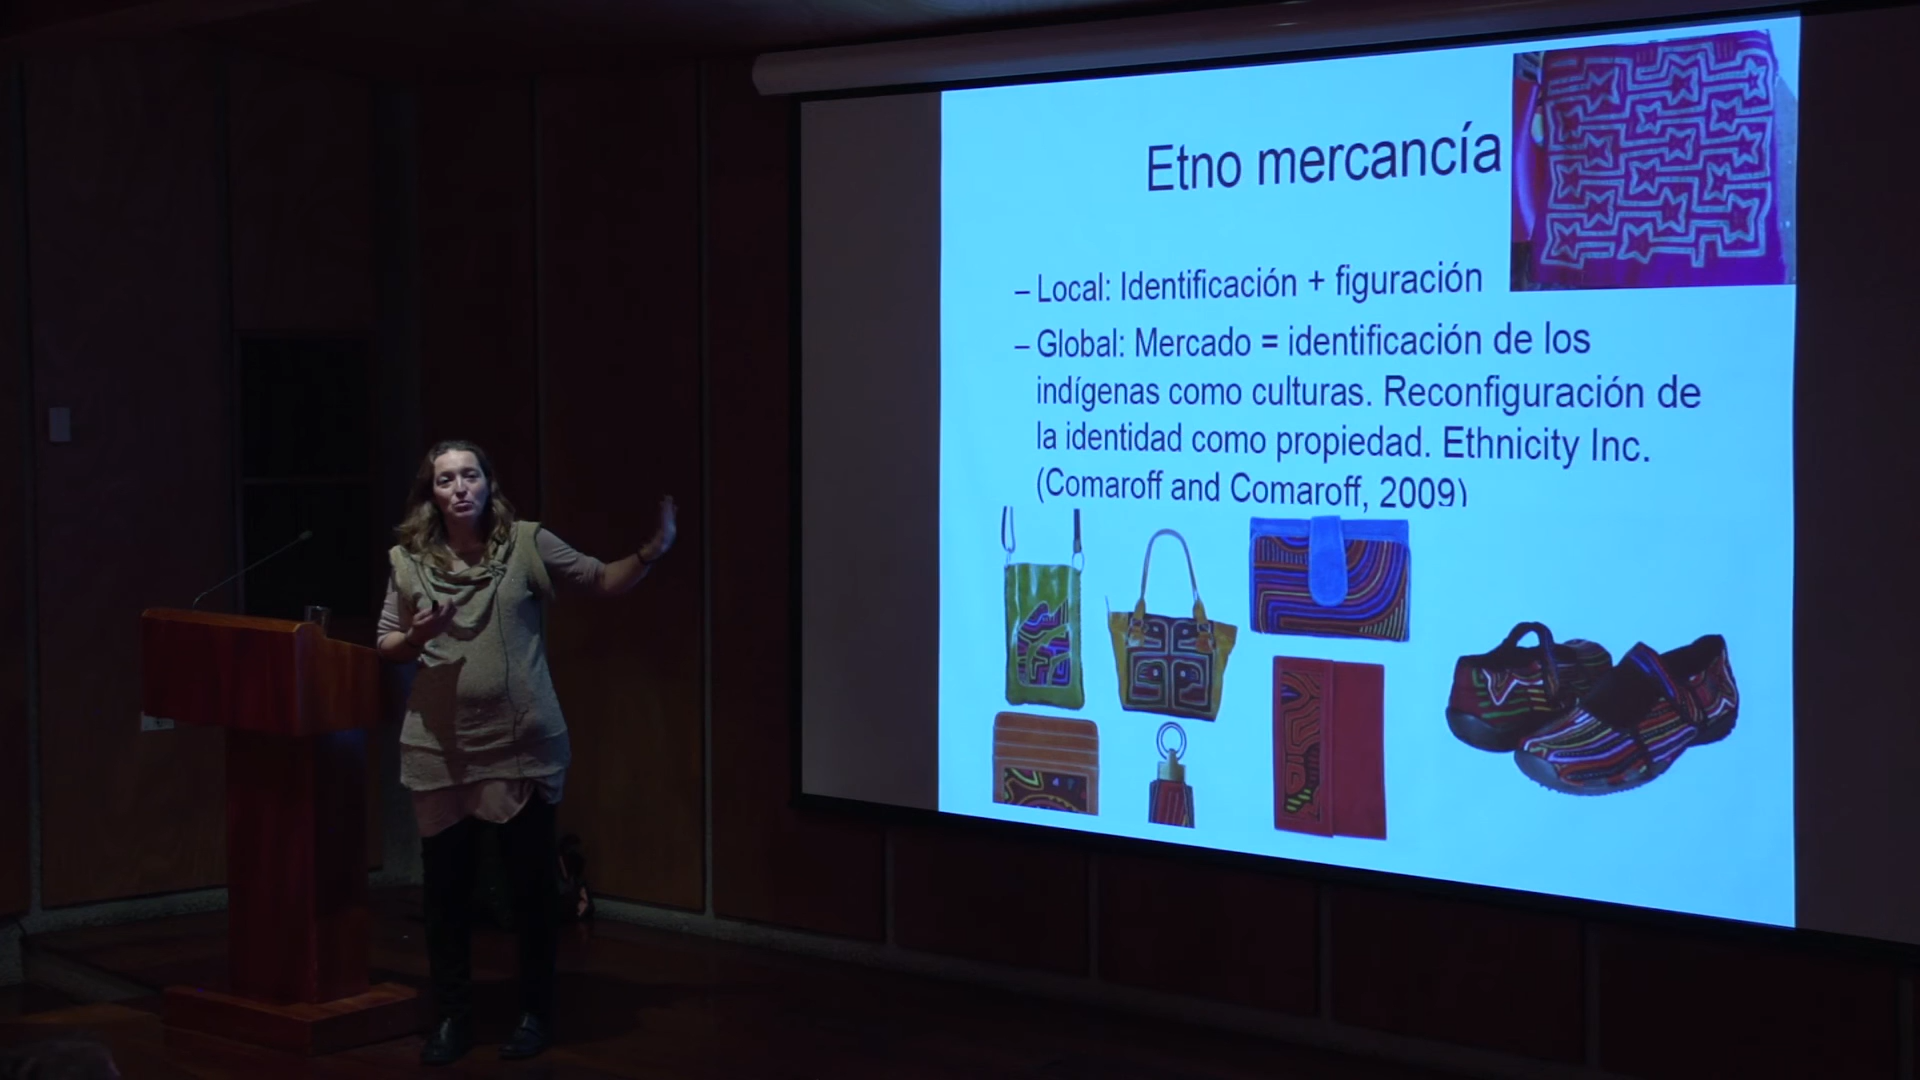 Etno mercancía
– Local: Identificación + figuración
– Global: Mercado = identificación de los
indígenas como culturas. Reconfiguración de
la identidad como propiedad. Ethnicity Inc.
(Comaroff and Comaroff, 2009)